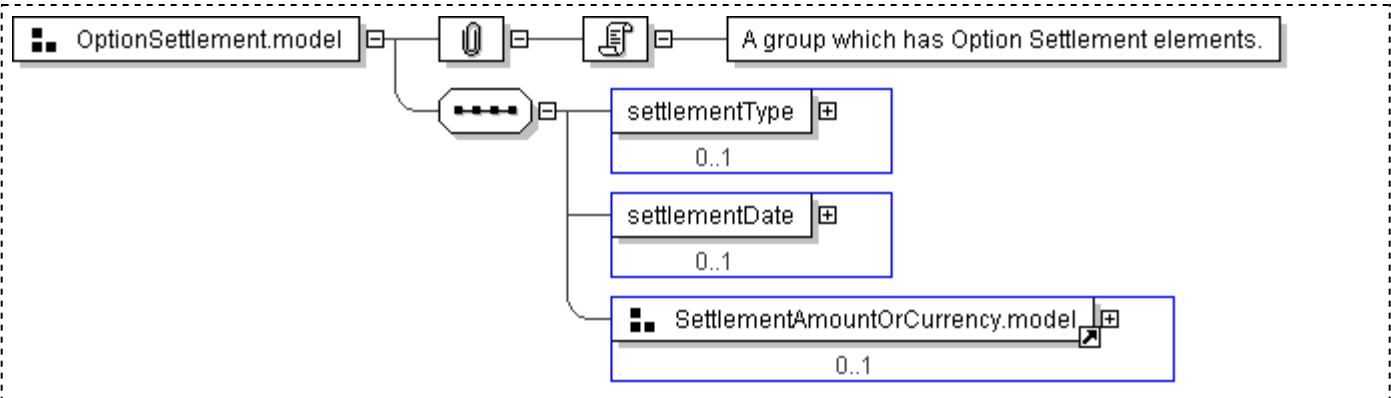 OptionSettlement.model
A group which has Option Settlement elements.
settlementType
0..1
settlementDate
0..1
SettlementAmountOrCurrency.model
0..1